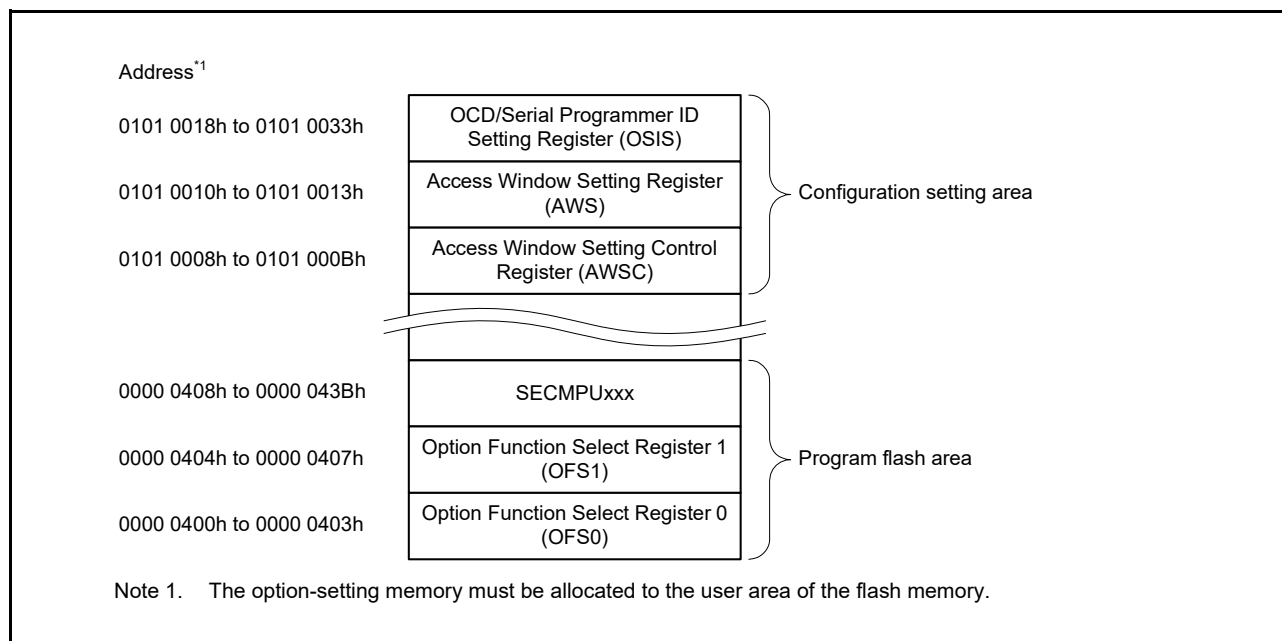 Address*1
0101 0018h to 0101 0033h
OCD/Serial Programmer ID
Setting Register (OSIS)
0101 0010h to 0101 0013h
Access Window Setting Register
(AWS)
Configuration setting area
0101 0008h to 0101 000Bh
Access Window Setting Control
Register (AWSC)
0000 0408h to 0000 043Bh
SECMPUxxx
0000 0404h to 0000 0407h
Option Function Select Register 1
(OFS1)
Program flash area
0000 0400h to 0000 0403h
Option Function Select Register 0
(OFS0)
Note 1. The option-setting memory must be allocated to the user area of the flash memory.